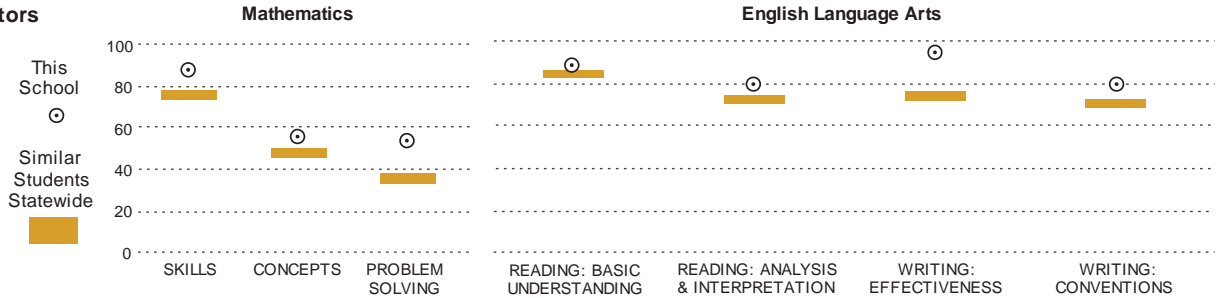 tors
Mathematics
English Language Arts
This
School
Similar
Students
Statewide
100
80
60
40
20
0
SKILLS
CONCEPTS
PROBLEM
SOLVING
READING: BASIC
UNDERSTANDING
READING: ANALYSIS
& INTERPRETATION
WRITING:
EFFECTIVENESS
WRITING:
CONVENTIONS